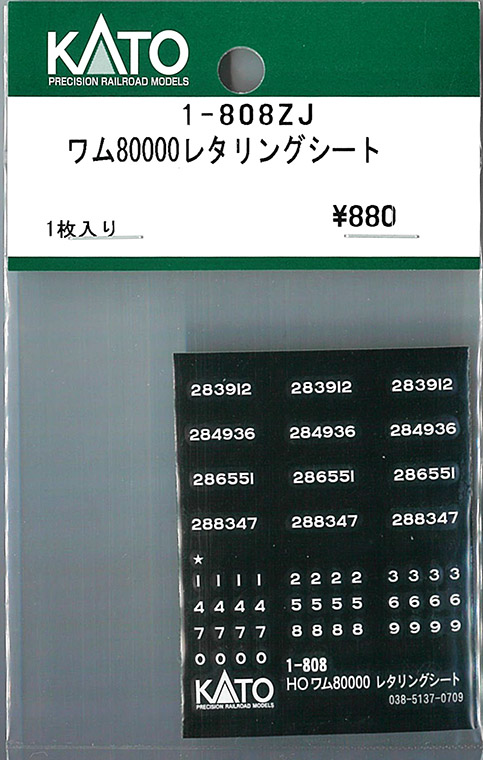 KATO
PRECISION RAILROAD MODELS
1-808ZJ
ワム80000レタリングシート
1枚入り
¥880
283912 283912 283912
284936 284936 284936
286551 286551 286551
288347 288347 288347
★
1 1 1 1 2 2 2 2 3 3 3 3
4 4 4 4 5 5 5 5 6 6 6 6
7 7 7 7 8 8 8 8 9 9 9 9
0 0 0 0
1-808
KATO
HOワム80000 レタリングシート
PRECISION RAILROAD MODELS
038-5137-0709